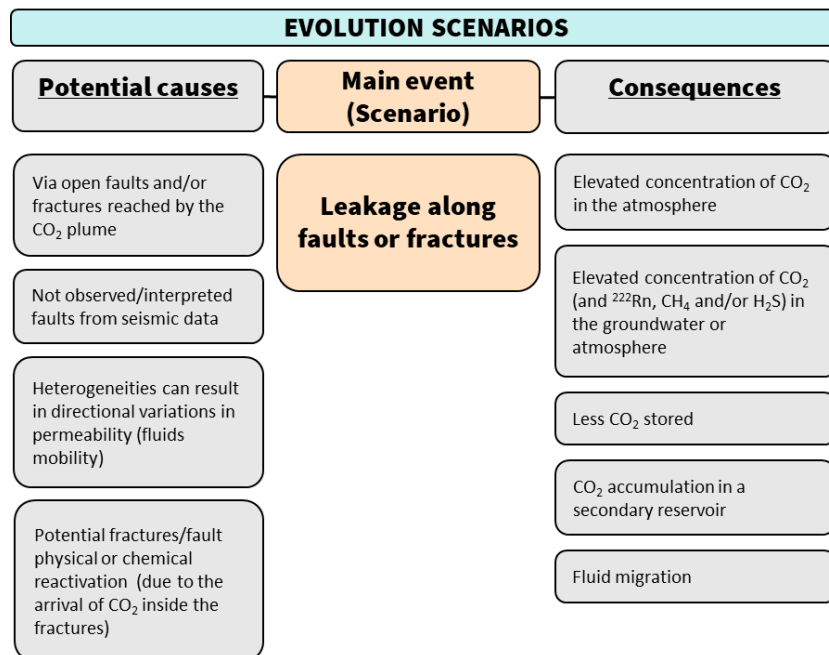 EVOLUTION SCENARIOS
Potential causes
Main event
(Scenario)
Consequences
Via open faults and/or
fractures reached by the
CO₂ plume
Not observed/interpreted
faults from seismic data
Heterogeneities can result
in directional variations in
permeability (fluids
mobility)
Potential fractures/fault
physical or chemical
reactivation (due to the
arrival of CO₂ inside the
fractures)
Leakage along
faults or fractures
Elevated concentration of CO₂
in the atmosphere
Elevated concentration of CO₂
(and ²²²Rn, CH₄ and/or H₂S) in
the groundwater or
atmosphere
Less CO₂ stored
CO₂ accumulation in a
secondary reservoir
Fluid migration